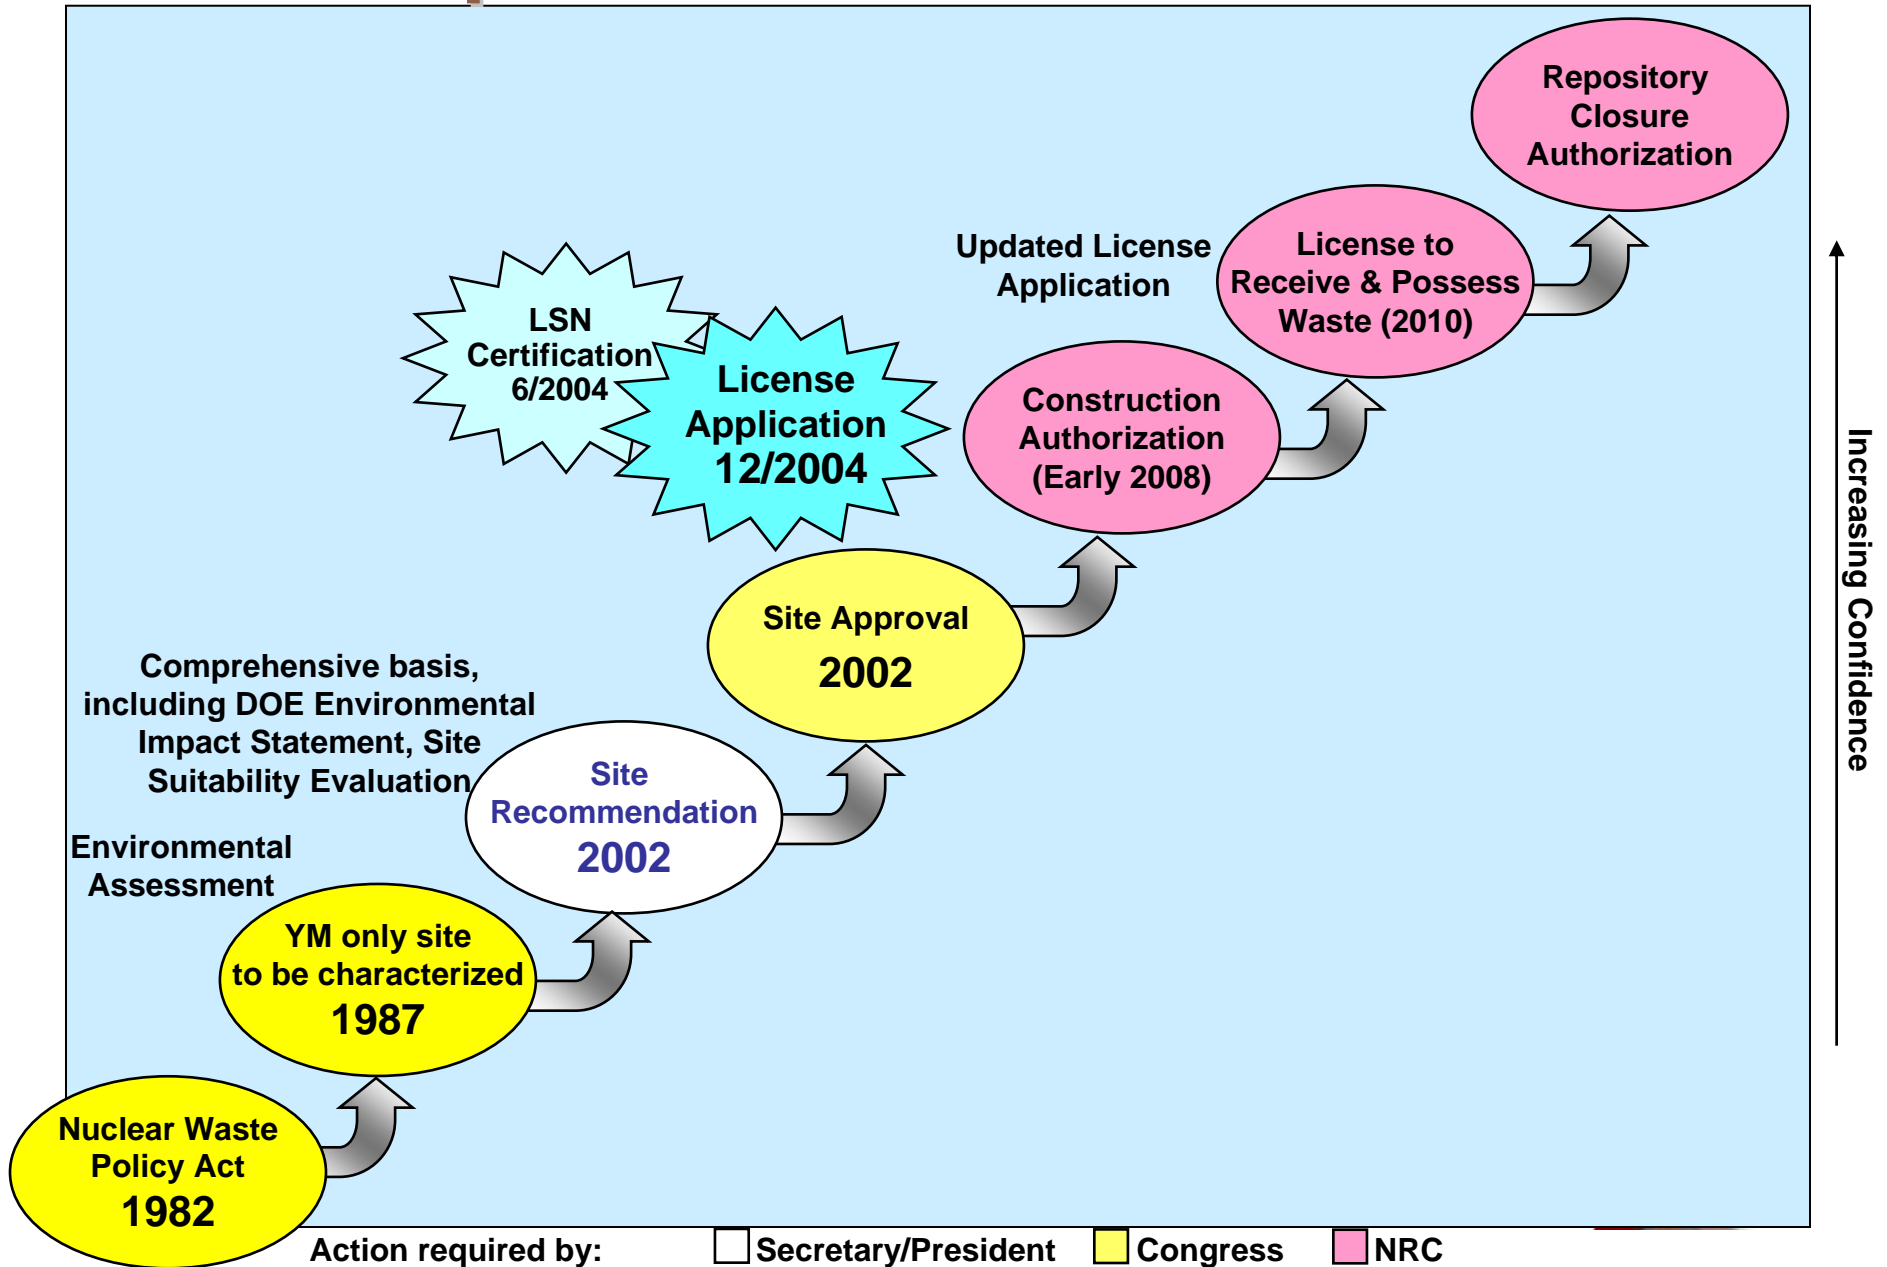 Repository
Closure
Authorization
Updated License
Application
License to
Receive & Possess
Waste (2010)
LSN
Certification
6/2004
License
Application
12/2004
Construction
Authorization
(Early 2008)
Increasing Confidence
Site Approval
2002
Comprehensive basis,
including DOE Environmental
Impact Statement, Site
Suitability Evaluation
Site
Recommendation
2002
Environmental
Assessment
YM only site
to be characterized
1987
Nuclear Waste
Policy Act
1982
Action required by: Secretary/President Congress NRC